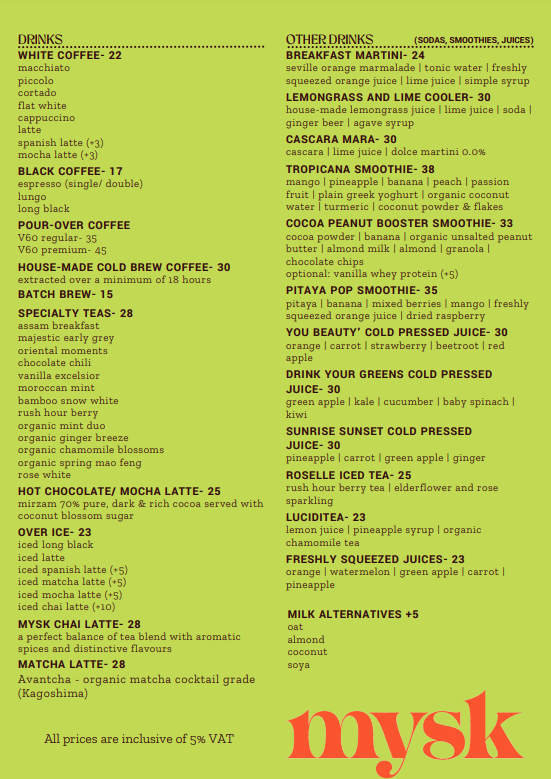 DRINKS
WHITE COFFEE- 22
macchiato
piccolo
cortado
flat white
cappuccino
latte
spanish latte (+3)
mocha latte (+3)
BLACK COFFEE- 17
espresso (single/ double)
lungo
long black
POUR-OVER COFFEE
V60 regular- 35
V60 premium- 45
HOUSE-MADE COLD BREW COFFEE- 30
extracted over a minimum of 18 hours
BATCH BREW- 15
SPECIALTY TEAS- 28
assam breakfast
majestic early grey
oriental moments
chocolate chili
vanilla excelsior
moroccan mint
bamboo snow white
rush hour berry
organic mint duo
organic ginger breeze
organic chamomile blossoms
organic spring mao feng
rose white
HOT CHOCOLATE/ MOCHA LATTE- 25
mirzam 70% pure, dark & rich cocoa served with
coconut blossom sugar
OVER ICE- 23
iced long black
iced latte
iced spanish latte (+5)
iced matcha latte (+5)
iced mocha latte (+5)
iced chai latte (+10)
MYSK CHAI LATTE- 28
a perfect balance of tea blend with aromatic
spices and distinctive flavours
MATCHA LATTE- 28
Avantcha - organic matcha cocktail grade
(Kagoshima)
All prices are inclusive of 5% VAT
OTHER DRINKS (SODAS, SMOOTHIES, JUICES)
BREAKFAST MARTINI- 24
seville orange marmalade | tonic water | freshly
squeezed orange juice | lime juice | simple syrup
LEMONGRASS AND LIME COOLER- 30
house-made lemongrass juice | lime juice | soda |
ginger beer | agave syrup
CASCARA MARA- 30
cascara | lime juice | dolce martini 0.0%
TROPICANA SMOOTHIE- 38
mango | pineapple | banana | peach | passion
fruit | plain greek yoghurt | organic coconut
water | turmeric | coconut powder & flakes
COCOA PEANUT BOOSTER SMOOTHIE- 33
cocoa powder | banana | organic unsalted peanut
butter | almond milk | almond | granola |
chocolate chips
optional: vanilla whey protein (+5)
PITAYA POP SMOOTHIE- 35
pitaya | banana | mixed berries | mango | freshly
squeezed orange juice | dried raspberry
YOU BEAUTY' COLD PRESSED JUICE- 30
orange | carrot | strawberry | beetroot | red
apple
DRINK YOUR GREENS COLD PRESSED
JUICE- 30
green apple | kale | cucumber | baby spinach |
kiwi
SUNRISE SUNSET COLD PRESSED
JUICE- 30
pineapple | carrot | green apple | ginger
ROSELLE ICED TEA- 25
rush hour berry tea | elderflower and rose
sparkling
LUCIDITEA- 23
lemon juice | pineapple syrup | organic
chamomile tea
FRESHLY SQUEEZED JUICES- 23
orange | watermelon | green apple | carrot |
pineapple
MILK ALTERNATIVES +5
oat
almond
coconut
soya
mysk